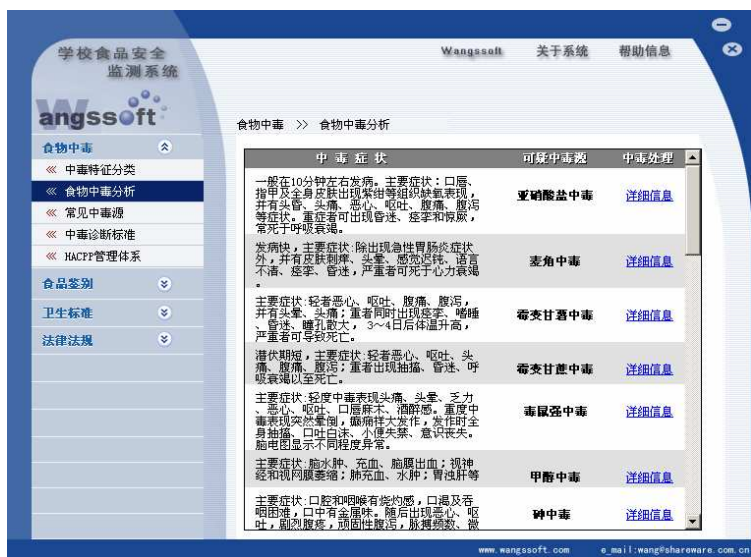 学校食品安全
监测系统
Wangssoft
关于系统
帮助信息
Wangssoft
食物中毒 >> 食物中毒分析
食物中毒
中毒特征分类
食物中毒分析
常见中毒源
中毒诊断标准
HACPP管理体系
食品鉴别
卫生标准
法律法规
中毒症状 可疑中毒源 中毒处理
一般在10分钟左右发病。主要症状：口唇、
指甲及全身皮肤出现紫绀等组织缺氧表现，
并有头昏、头痛、恶心、呕吐、腹痛、腹泻
等症状。重症者可出现昏迷、痉挛和惊厥，
常死于呼吸衰竭。
亚硝酸盐中毒 详细信息
发病快，主要症状:除出现急性胃肠炎症状
外，并有皮肤刺痒、头晕、感觉迟钝、语言
不清、痉挛、昏迷，严重者可死于心力衰竭
。
麦角中毒 详细信息
主要症状:轻者恶心、呕吐、腹痛、腹泻，
并有头晕、头痛；重者同时出现痉挛、嗜睡
、昏迷、瞳孔散大， 3～4日后体温升高，
严重者可导致死亡。
霉变甘薯中毒 详细信息
潜伏期短，主要症状:轻者恶心、呕吐、头
痛、腹痛、腹泻；重者出现抽搐、昏迷、呼
吸衰竭以至死亡。
霉变甘蔗中毒 详细信息
主要症状:轻度中毒表现头痛、头晕、乏力
、恶心、呕吐、口唇麻木、酒醉感。重度中
毒表现突然晕倒，癫痫样大发作，发作时全
身抽搐、口吐白沫、小便失禁、意识丧失。
脑电图显示不同程度异常。
毒鼠强中毒 详细信息
主要症状:脑水肿、充血、脑膜出血；视神
经和视网膜萎缩；肺充血、水肿；胃浊肝等
甲醇中毒 详细信息
主要症状:口腔和咽喉有烧灼感，口渴及吞
咽困难，口中有金属味。随后出现恶心、呕
吐，剧烈腹疼，顽固性腹泻，脉搏频数、微
砷中毒 详细信息
www.wangssoft.com e_mail:wang@shareware.com.cn